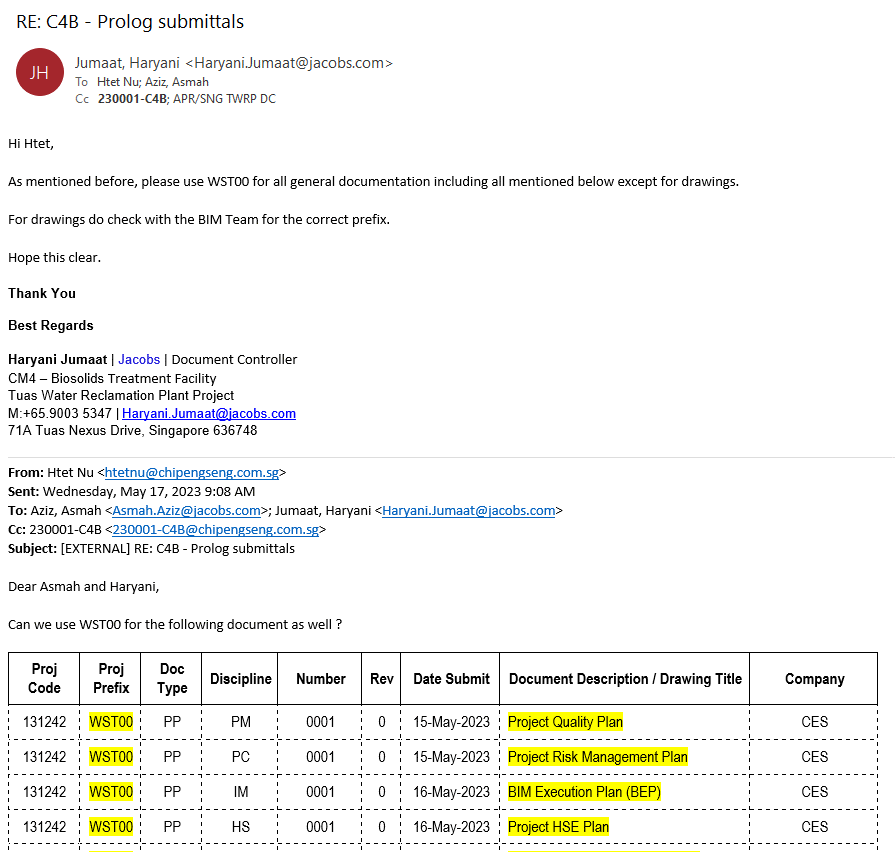 RE: C4B - Prolog submittals
JH
Jumaat, Haryani <Haryani.Jumaat@jacobs.com>
To Htet Nu; Aziz, Asmah
Cc 230001-C4B; APR/SNG TWRP DC
Hi Htet,
As mentioned before, please use WST00 for all general documentation including all mentioned below except for drawings.
For drawings do check with the BIM Team for the correct prefix.
Hope this clear.
Thank You
Best Regards
Haryani Jumaat | Jacobs | Document Controller
CM4 – Biosolids Treatment Facility
Tuas Water Reclamation Plant Project
M:+65.9003 5347 | Haryani.Jumaat@jacobs.com
71A Tuas Nexus Drive, Singapore 636748
From: Htet Nu <htetnu@chipengseng.com.sg>
Sent: Wednesday, May 17, 2023 9:08 AM
To: Aziz, Asmah <Asmah.Aziz@jacobs.com>; Jumaat, Haryani <Haryani.Jumaat@jacobs.com>
Cc: 230001-C4B <230001-C4B@chipengseng.com.sg>
Subject: [EXTERNAL] RE: C4B - Prolog submittals
Dear Asmah and Haryani,
Can we use WST00 for the following document as well ?
Proj Code Proj Prefix Doc Type Discipline Number Rev Date Submit Document Description / Drawing Title Company
131242 WST00 PP PM 0001 0 15-May-2023 Project Quality Plan CES
131242 WST00 PP PC 0001 0 15-May-2023 Project Risk Management Plan CES
131242 WST00 PP IM 0001 0 16-May-2023 BIM Execution Plan (BEP) CES
131242 WST00 PP HS 0001 0 16-May-2023 Project HSE Plan CES